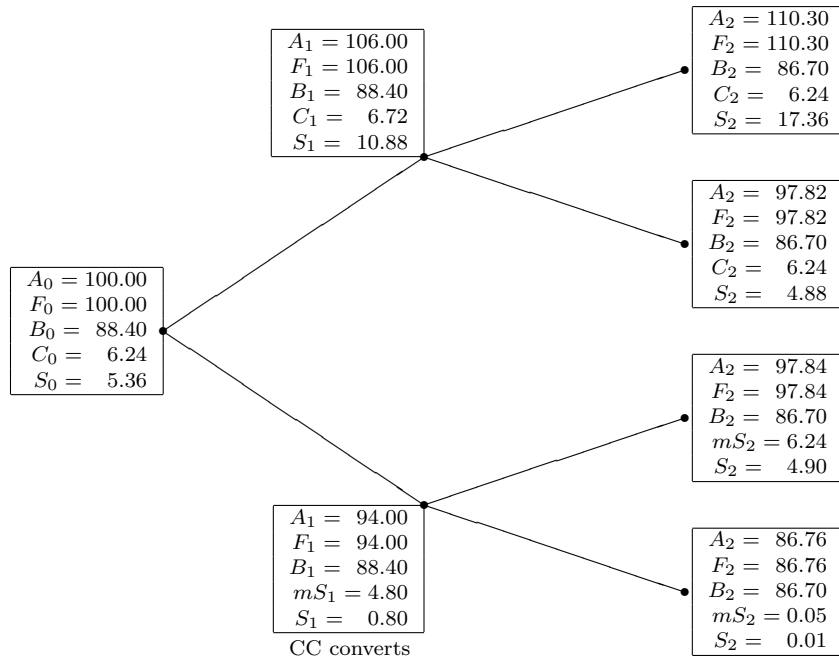 A₀ = 100.00
F₀ = 100.00
B₀ = 88.40
C₀ = 6.24
S₀ = 5.36
A₁ = 106.00
F₁ = 106.00
B₁ = 88.40
C₁ = 6.72
S₁ = 10.88
A₁ = 94.00
F₁ = 94.00
B₁ = 88.40
mS₁ = 4.80
S₁ = 0.80
CC converts
A₂ = 110.30
F₂ = 110.30
B₂ = 86.70
C₂ = 6.24
S₂ = 17.36
A₂ = 97.82
F₂ = 97.82
B₂ = 86.70
C₂ = 6.24
S₂ = 4.88
A₂ = 97.84
F₂ = 97.84
B₂ = 86.70
mS₂ = 6.24
S₂ = 4.90
A₂ = 86.76
F₂ = 86.76
B₂ = 86.70
mS₂ = 0.05
S₂ = 0.01